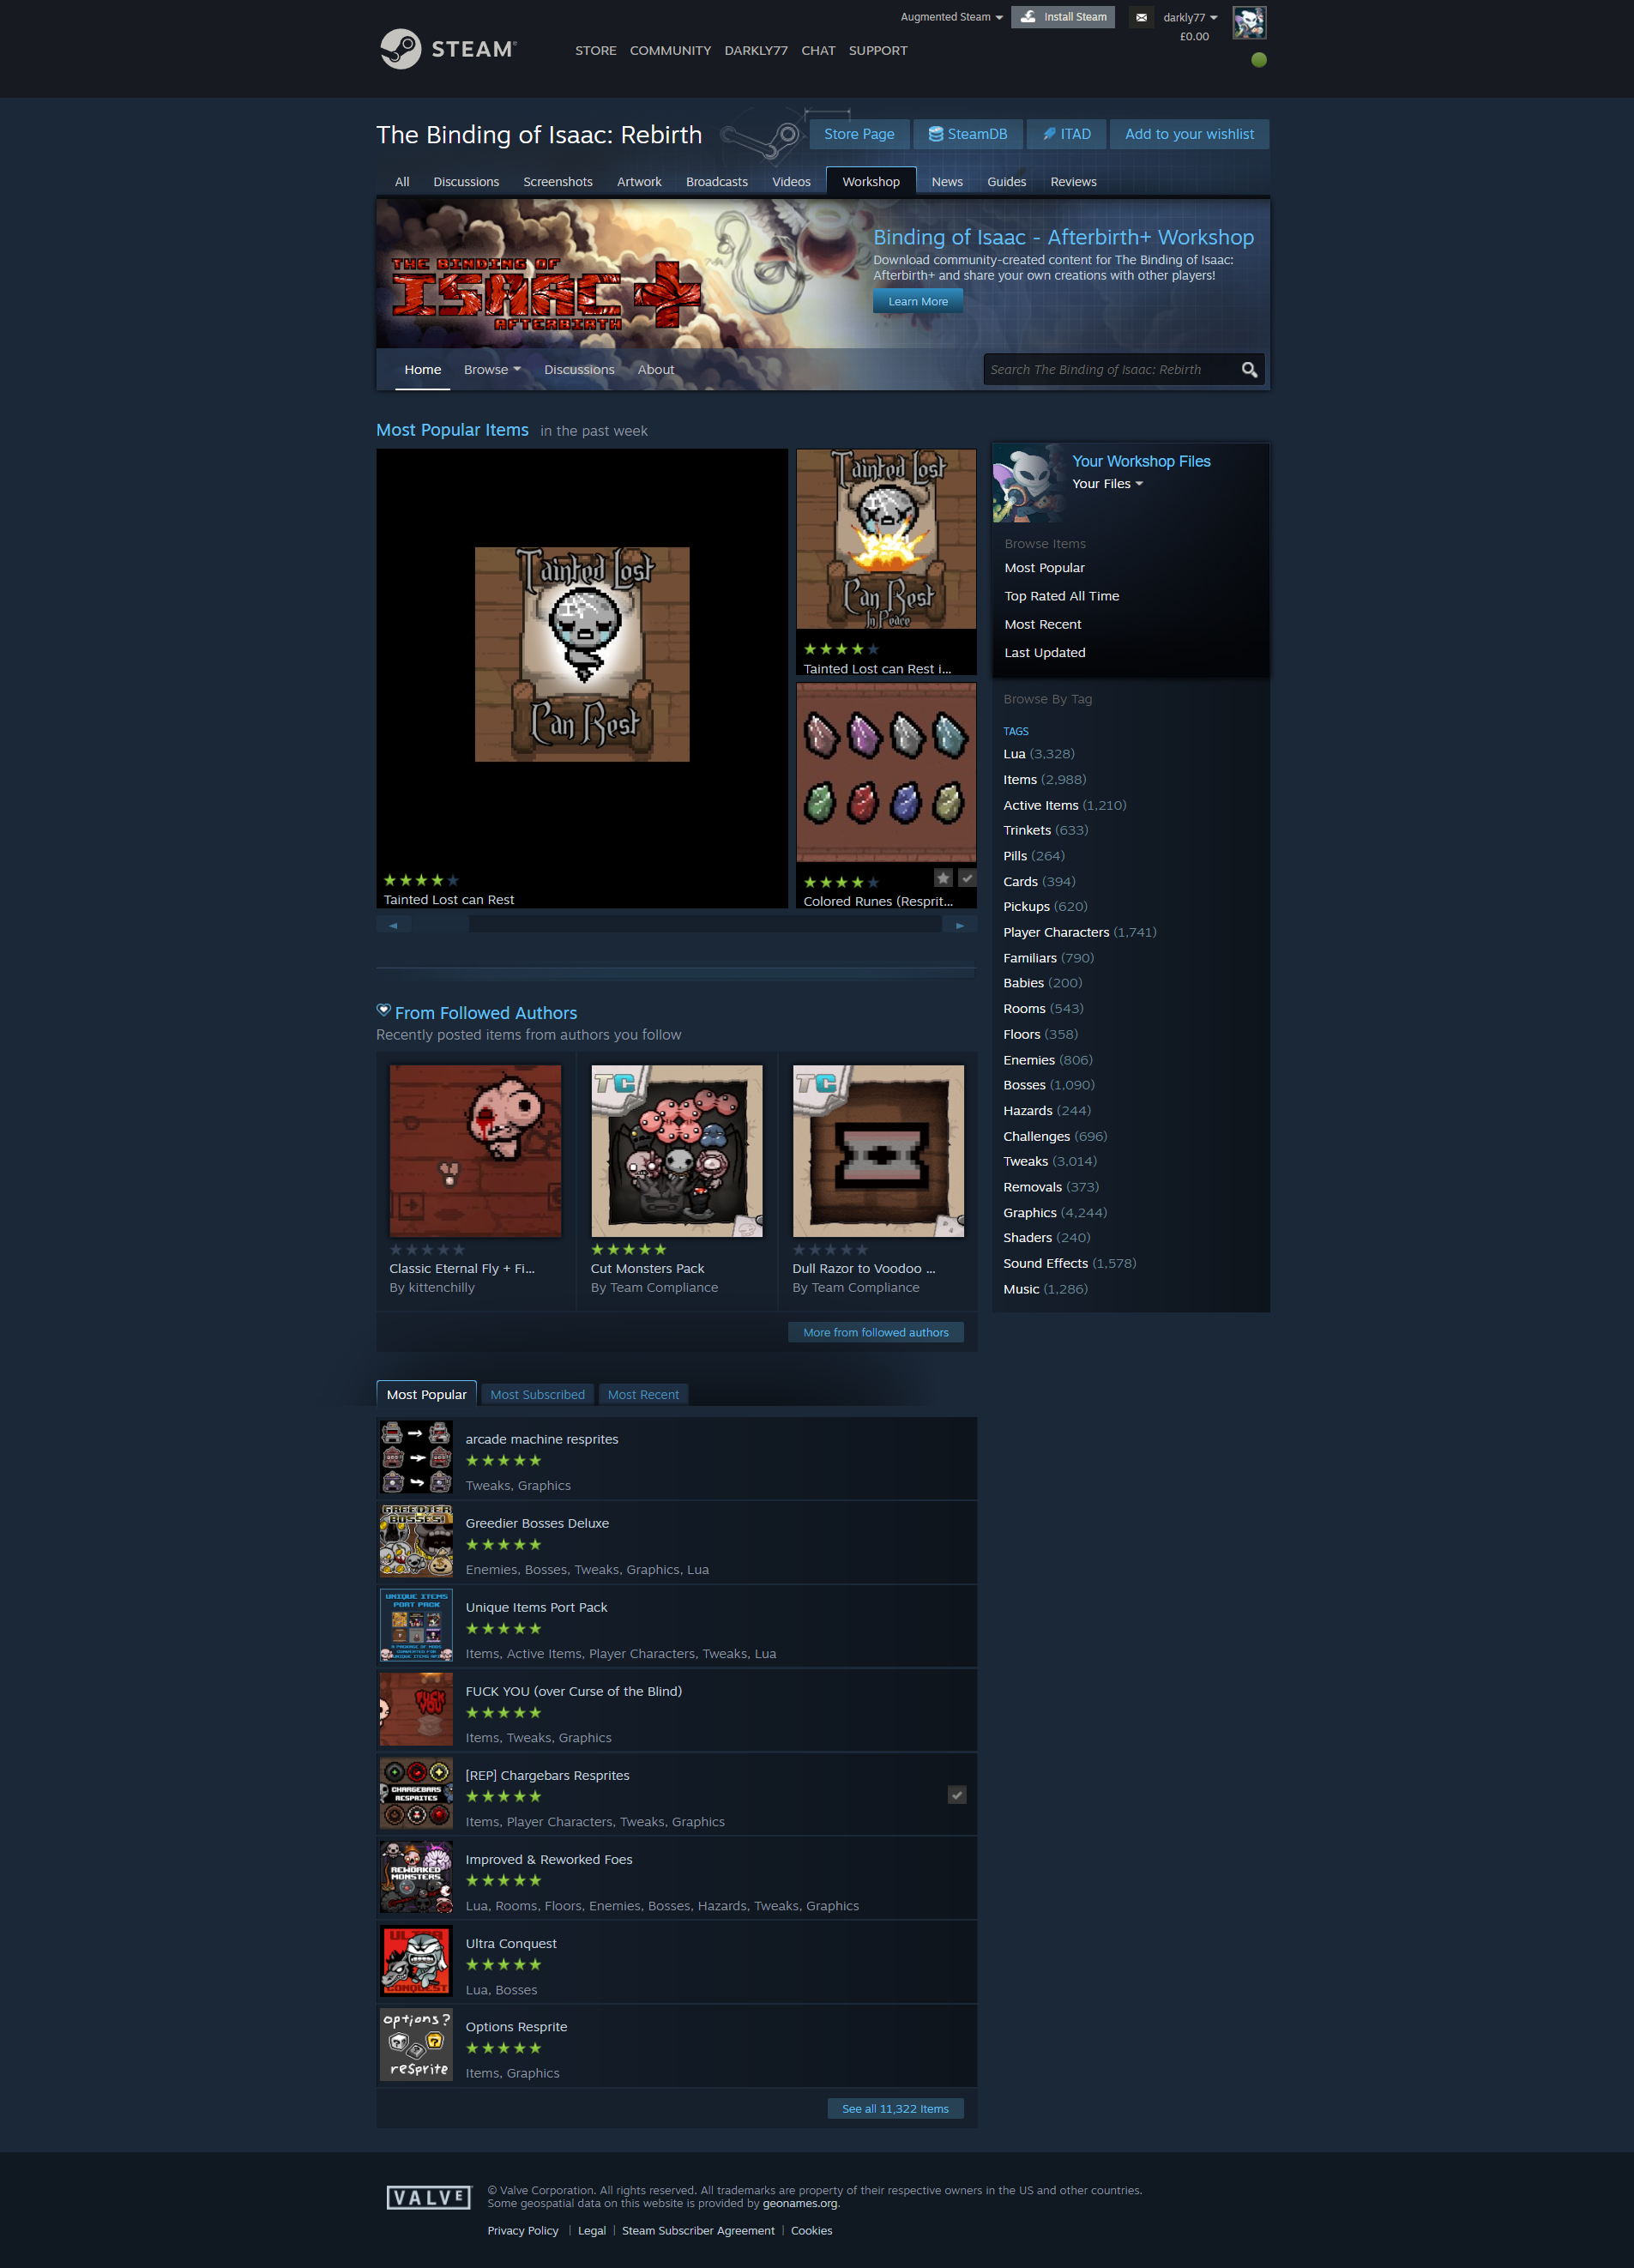 Augmented Steam
Install Steam
darkly77
£0.00
STEAM®
STORE COMMUNITY DARKLY77 CHAT SUPPORT
The Binding of Isaac: Rebirth
Store Page
SteamDB
ITAD
Add to your wishlist
All Discussions Screenshots Artwork Broadcasts Videos Workshop News Guides Reviews
THE BINDING OF
ISAAC
AFTERBIRTH
Binding of Isaac - Afterbirth+ Workshop
Download community-created content for The Binding of Isaac:
Afterbirth+ and share your own creations with other players!
Learn More
Home Browse Discussions About
Search The Binding of Isaac: Rebirth
Most Popular Items in the past week
Tainted Lost
Can Rest
Tainted Lost can Rest
Tainted Lost
Can Rest
In Peace
Tainted Lost can Rest i...
Colored Runes (Resprit...
Your Workshop Files
Your Files
Browse Items
Most Popular
Top Rated All Time
Most Recent
Last Updated
Browse By Tag
TAGS
Lua (3,328)
Items (2,988)
Active Items (1,210)
Trinkets (633)
Pills (264)
Cards (394)
Pickups (620)
Player Characters (1,741)
Familiars (790)
Babies (200)
Rooms (543)
Floors (358)
Enemies (806)
Bosses (1,090)
Hazards (244)
Challenges (696)
Tweaks (3,014)
Removals (373)
Graphics (4,244)
Shaders (240)
Sound Effects (1,578)
Music (1,286)
From Followed Authors
Recently posted items from authors you follow
Classic Eternal Fly + Fi...
By kittenchilly
TC
Cut Monsters Pack
By Team Compliance
TC
Dull Razor to Voodoo ...
By Team Compliance
More from followed authors
Most Popular Most Subscribed Most Recent
arcade machine resprites
Tweaks, Graphics
GREEDIER
BOSSES!
Greedier Bosses Deluxe
Enemies, Bosses, Tweaks, Graphics, Lua
UNIQUE ITEMS
PORT PACK
Unique Items Port Pack
Items, Active Items, Player Characters, Tweaks, Lua
FUCK
YOU
FUCK YOU (over Curse of the Blind)
Items, Tweaks, Graphics
CHARGEBARS
RESPRITES
[REP] Chargebars Resprites
Items, Player Characters, Tweaks, Graphics
REWORKED
MONSTERS
Improved & Reworked Foes
Lua, Rooms, Floors, Enemies, Bosses, Hazards, Tweaks, Graphics
ULTRA
CONQUEST
Ultra Conquest
Lua, Bosses
options?
resprite
Options Resprite
Items, Graphics
See all 11,322 Items
VALVE
© Valve Corporation. All rights reserved. All trademarks are property of their respective owners in the US and other countries.
Some geospatial data on this website is provided by geonames.org.
Privacy Policy | Legal | Steam Subscriber Agreement | Cookies